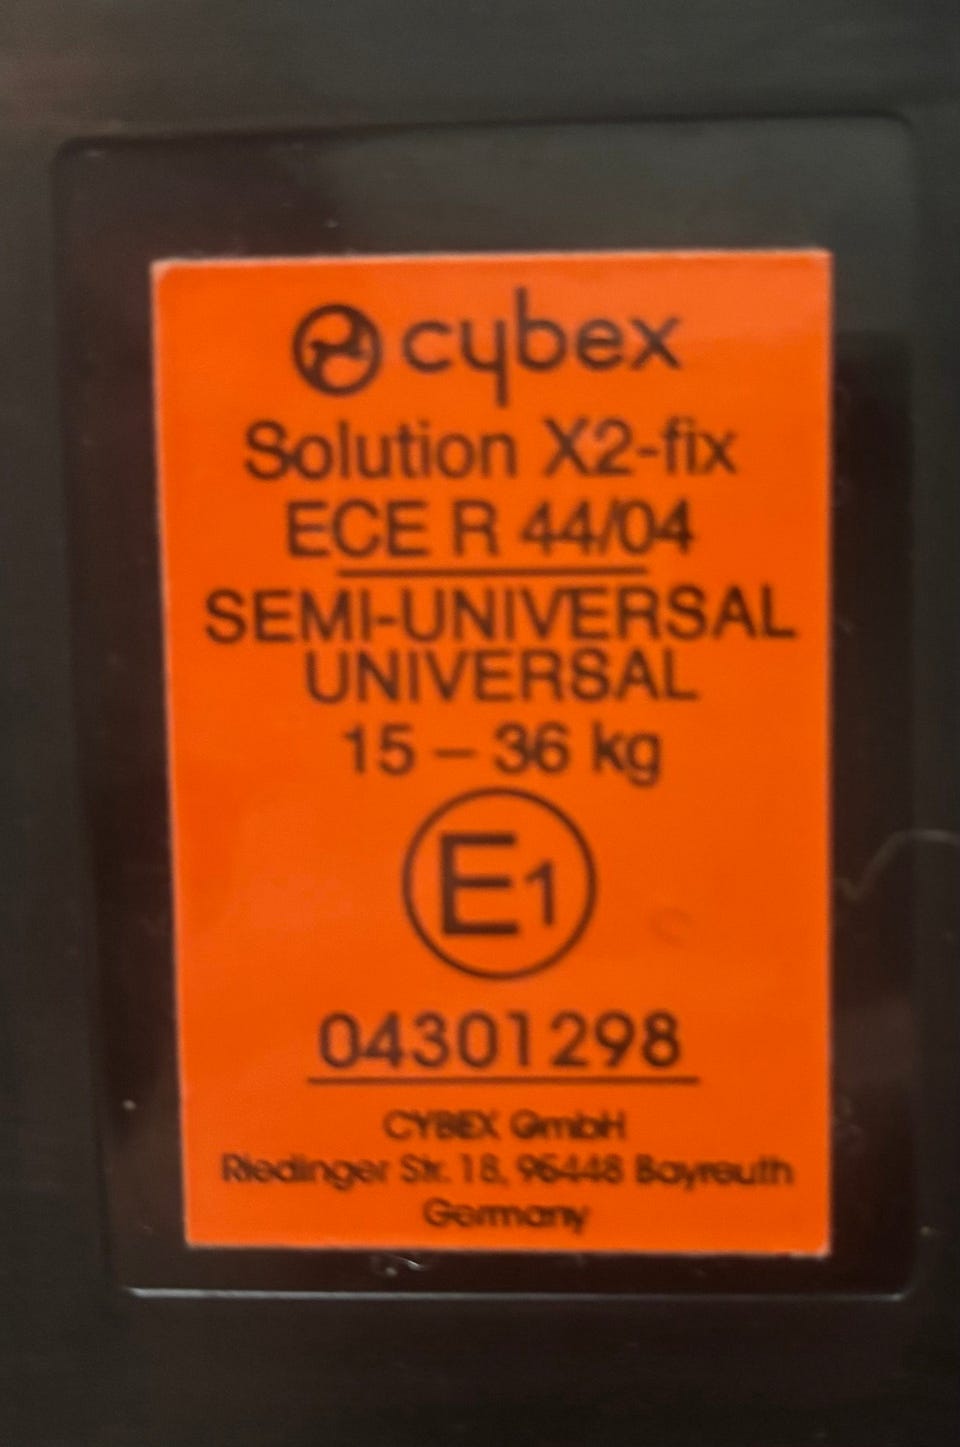 cybex
Solution X2-fix
ECE R 44/04
SEMI-UNIVERSAL
UNIVERSAL
15 – 36 kg
E1
04301298
CYBEX GmbH
Riedinger Str. 18, 95448 Bayreuth
Germany